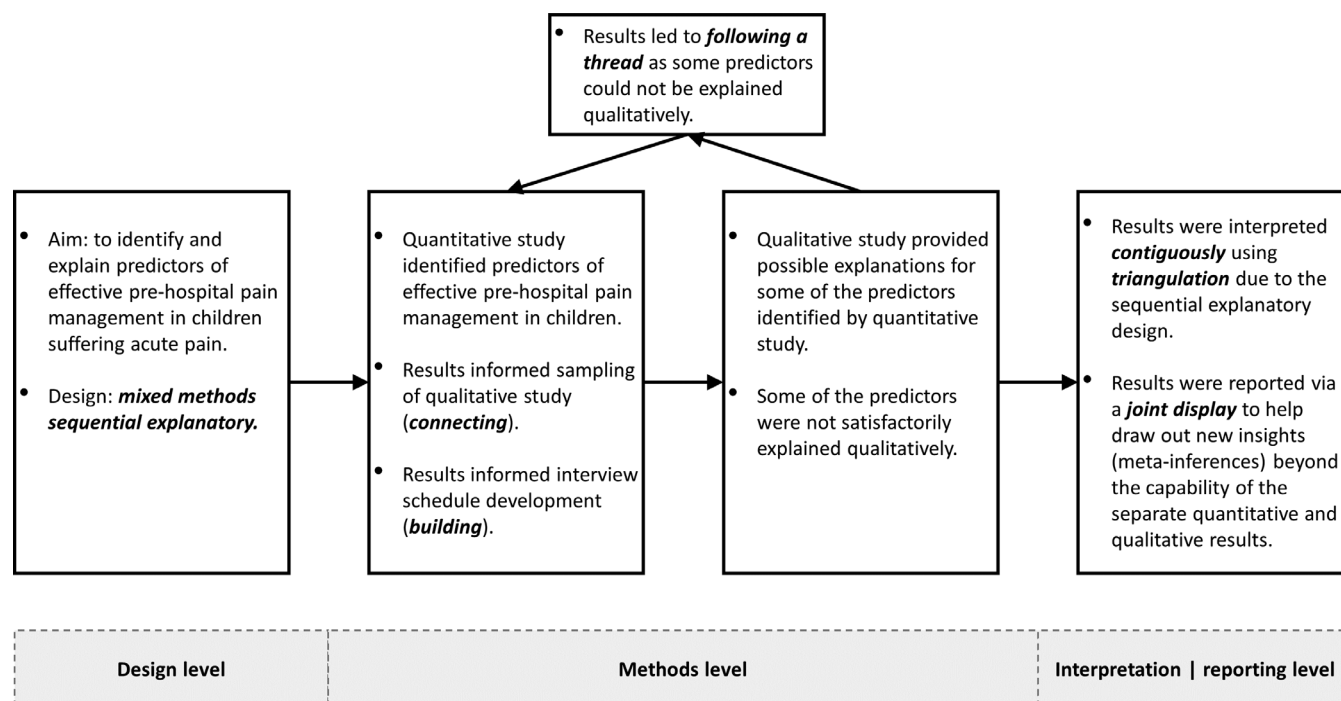 • Results led to following a
thread as some predictors
could not be explained
qualitatively.
• Aim: to identify and
explain predictors of
effective pre-hospital pain
management in children
suffering acute pain.
• Design: mixed methods
sequential explanatory.
• Quantitative study
identified predictors of
effective pre-hospital pain
management in children.
• Results informed sampling
of qualitative study
(connecting).
• Results informed interview
schedule development
(building).
• Qualitative study provided
possible explanations for
some of the predictors
identified by quantitative
study.
• Some of the predictors
were not satisfactorily
explained qualitatively.
• Results were interpreted
contiguously using
triangulation due to the
sequential explanatory
design.
• Results were reported via
a joint display to help
draw out new insights
(meta-inferences) beyond
the capability of the
separate quantitative and
qualitative results.
Design level
Methods level
Interpretation | reporting level